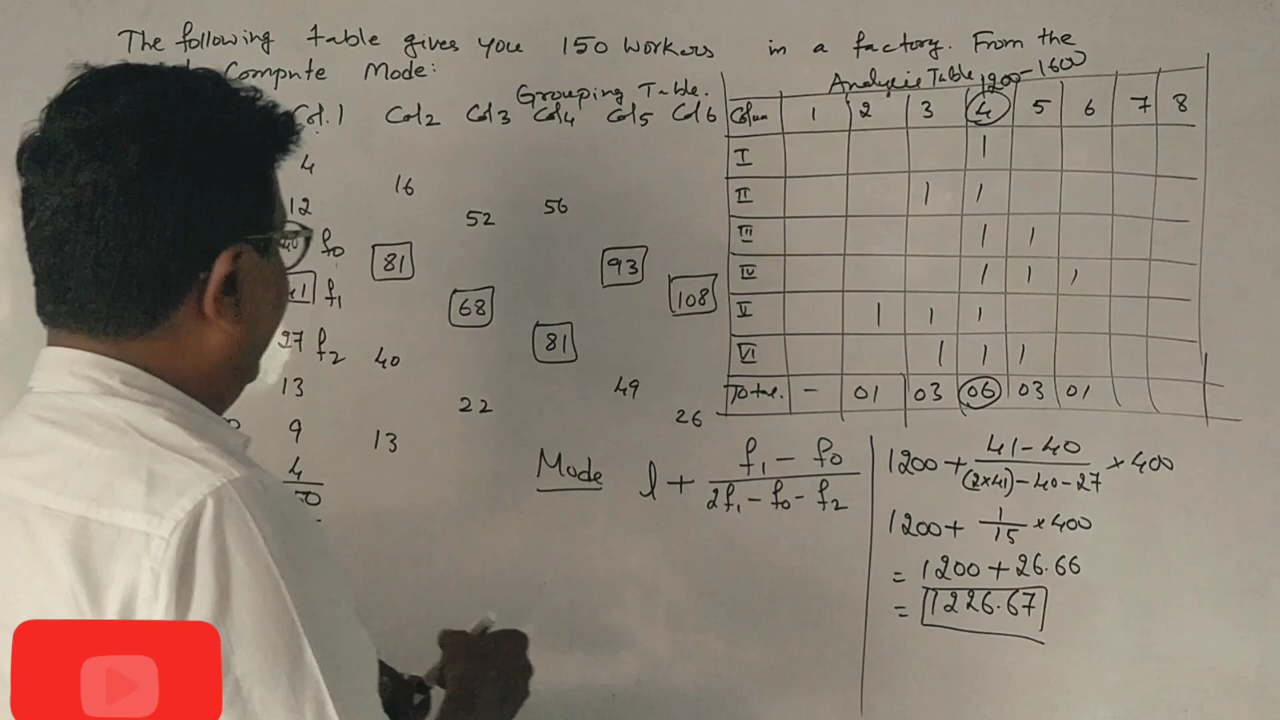 The following table gives you 150 workers in a factory. From the
Compute Mode:
Grouping Table.
Col.1 Col2 Col3 Col4 Col5 Col6
4
16
12
52 56
40 f0
81 93
41 f1
68 108
27 f2
40 81
13
22 49
9
13 26
4
Analysis Table 1200-1600
Colum 1 2 3 4 5 6 7 8
I 1
II 1 1
III 1 1
IV 1 1 1
V 1 1 1
VI 1 1 1
Total. - 01 03 06 03 01
Mode l + f1 - f0 / 2f1 - f0 - f2
1200 + 41-40 / (2x41)-40-27 x 400
1200 + 1/15 x 400
= 1200 + 26.66
= 1226.67